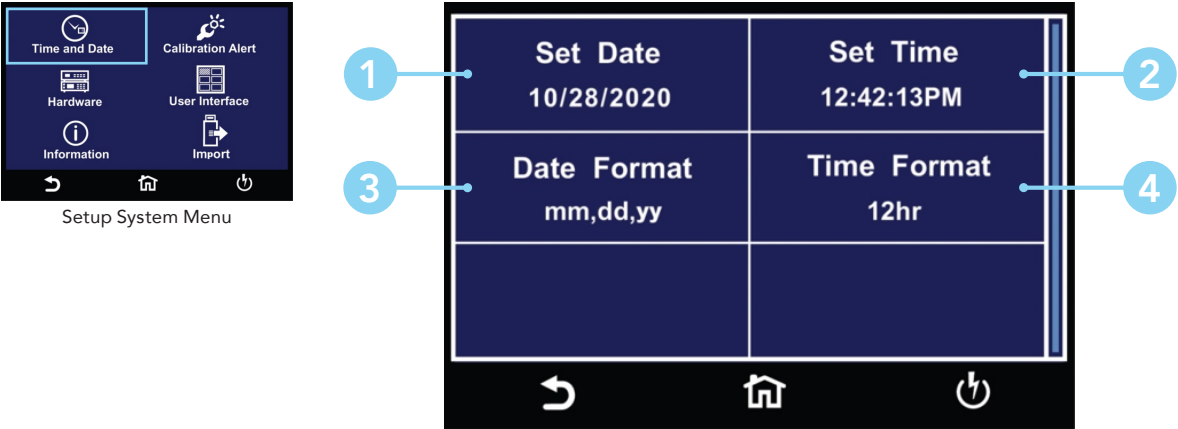 Time and Date
Calibration Alert
Hardware
User Interface
Information
Import
Setup System Menu
1
Set Date
10/28/2020
Set Time
12:42:13PM
2
3
Date Format
mm,dd,yy
Time Format
12hr
4